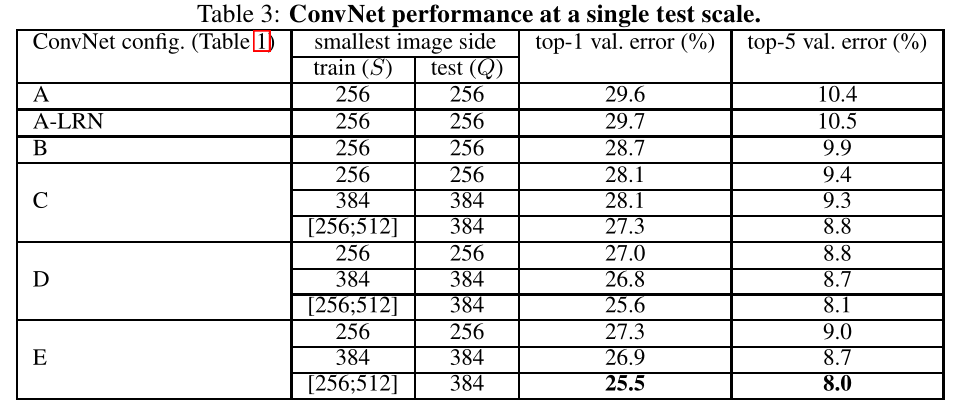 Table 3: ConvNet performance at a single test scale.
ConvNet config. (Table 1) smallest image side top-1 val. error (%) top-5 val. error (%)
train (S) test (Q)
A 256 256 29.6 10.4
A-LRN 256 256 29.7 10.5
B 256 256 28.7 9.9
256 256 28.1 9.4
C 384 384 28.1 9.3
[256;512] 384 27.3 8.8
256 256 27.0 8.8
D 384 384 26.8 8.7
[256;512] 384 25.6 8.1
256 256 27.3 9.0
E 384 384 26.9 8.7
[256;512] 384 25.5 8.0